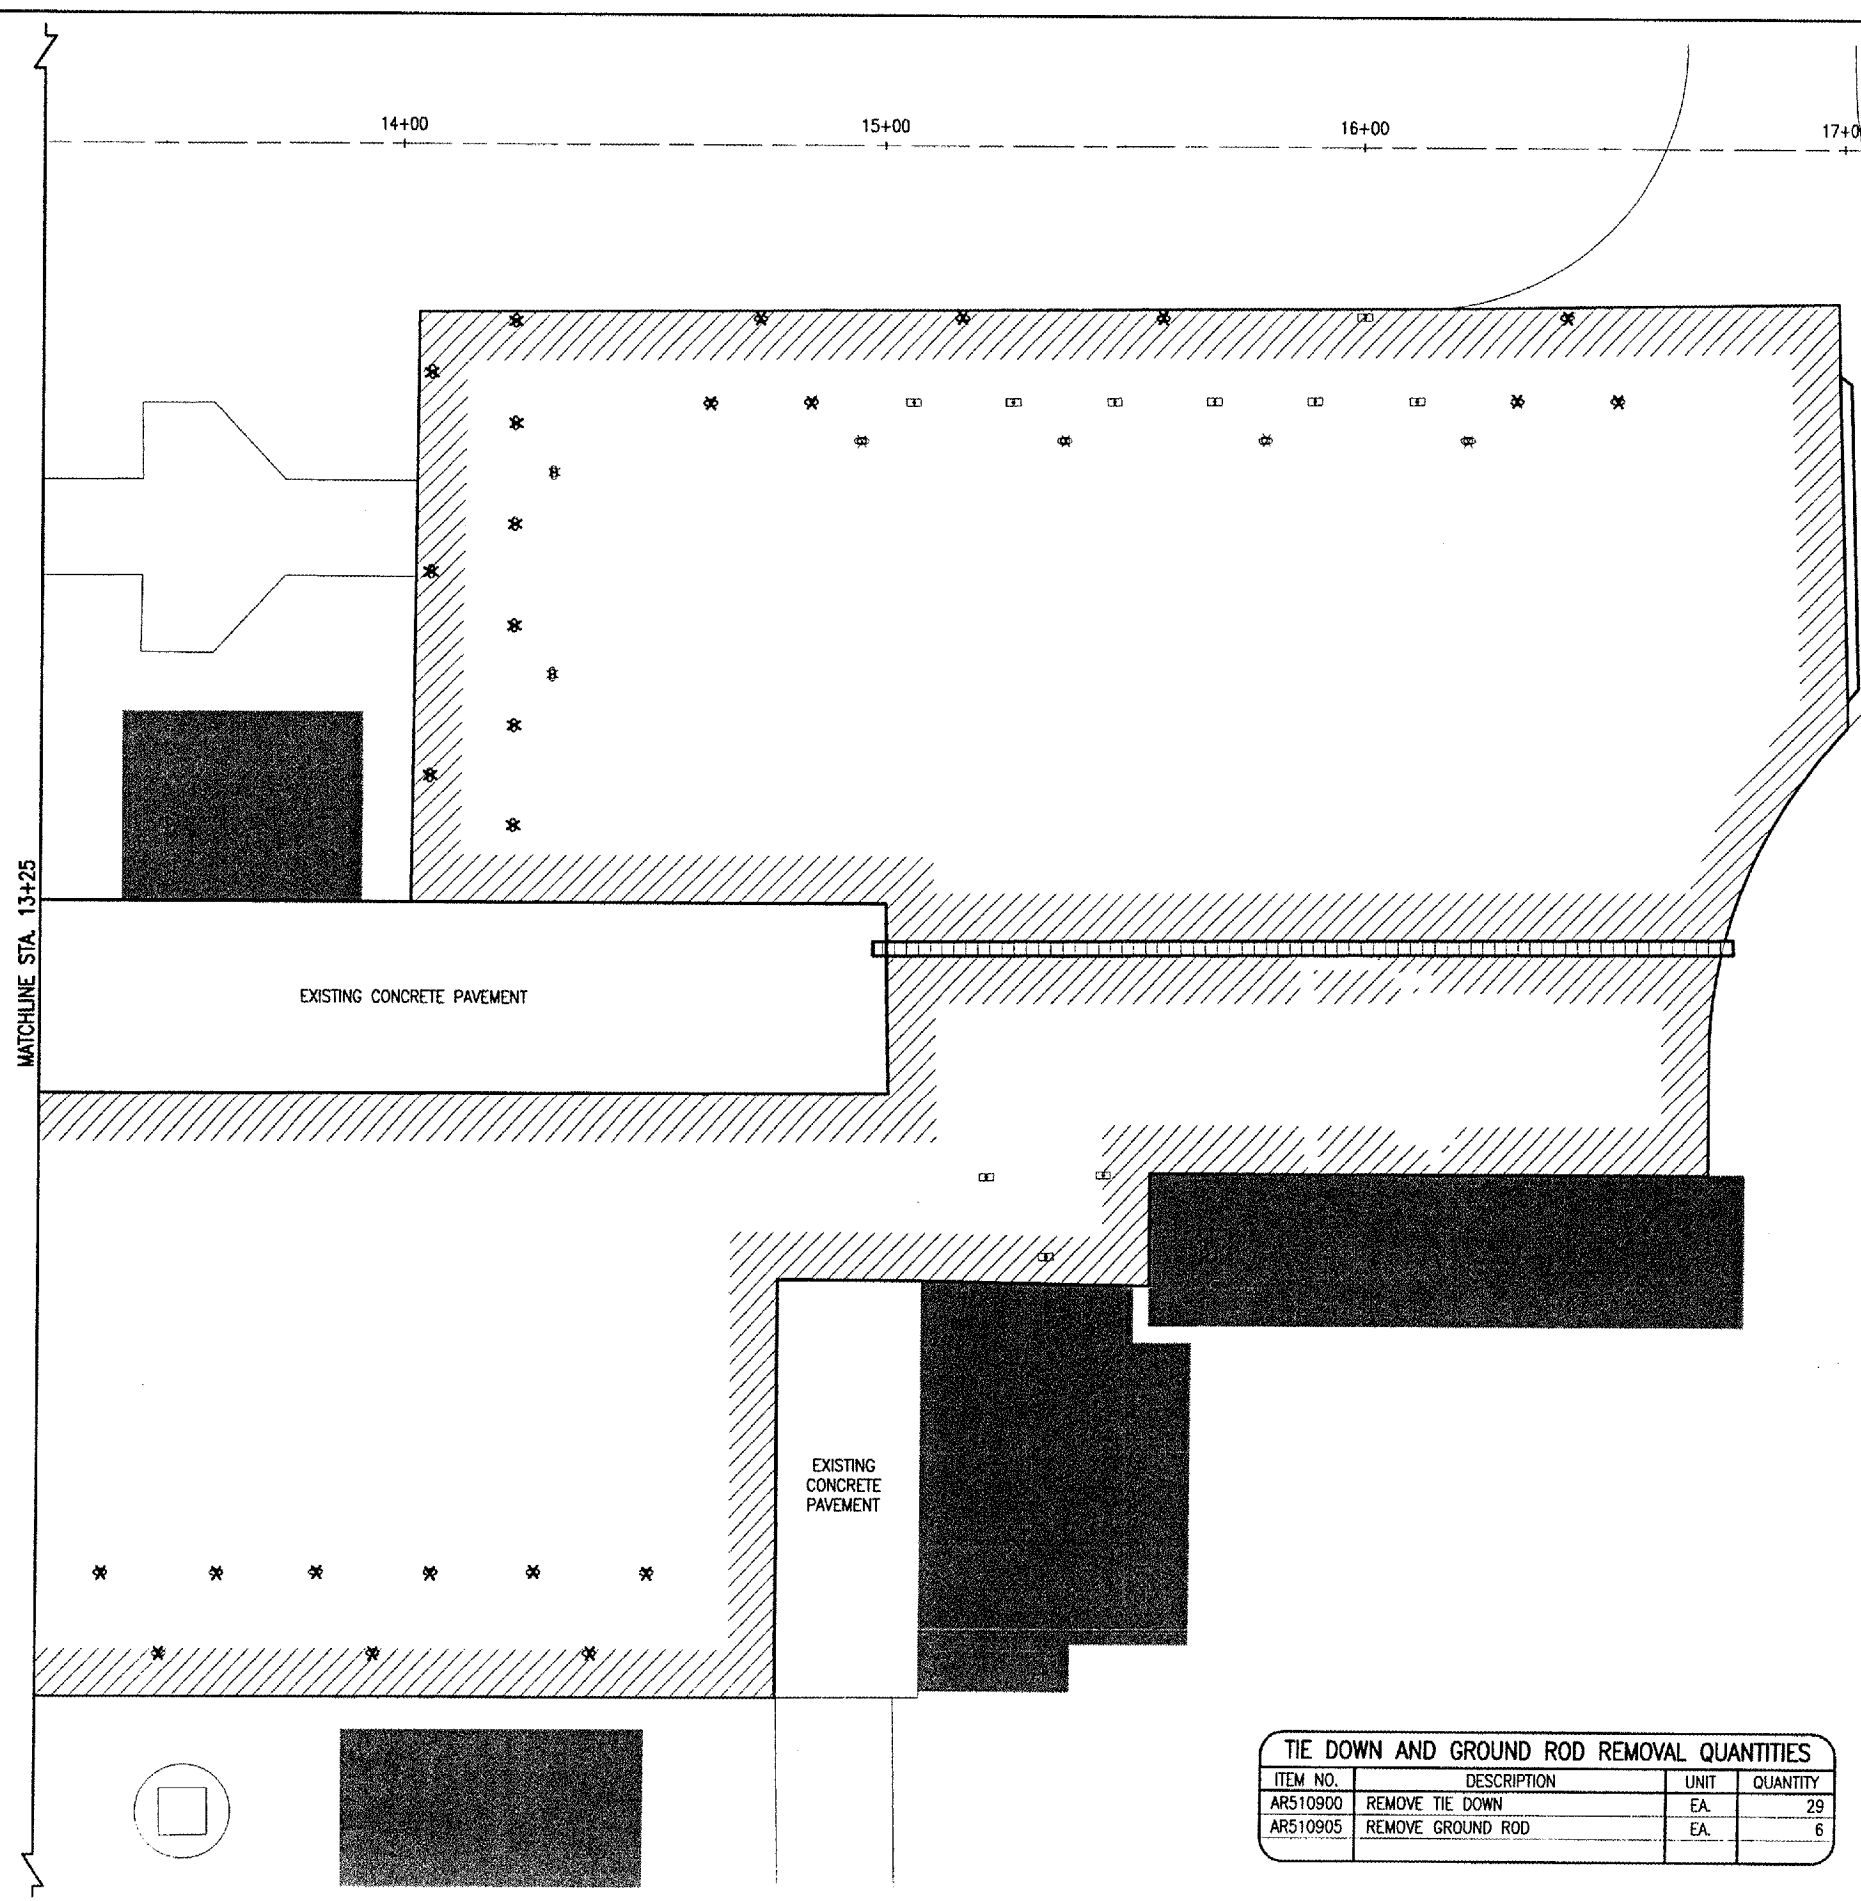 14+00
15+00
16+00
17+0
MATCHLINE STA. 13+25
EXISTING CONCRETE PAVEMENT
EXISTING
CONCRETE
PAVEMENT
TIE DOWN AND GROUND ROD REMOVAL QUANTITIES
ITEM NO. DESCRIPTION UNIT QUANTITY
AR510900 REMOVE TIE DOWN EA. 29
AR510905 REMOVE GROUND ROD EA. 6